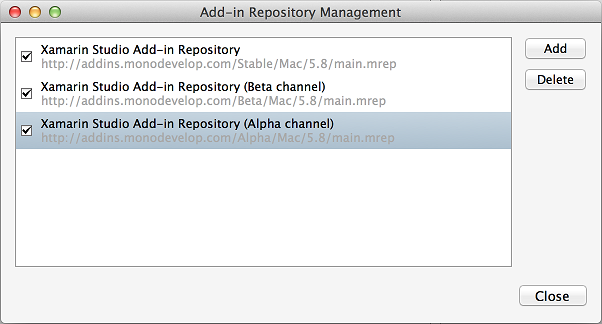 Add-in Repository Management
Xamarin Studio Add-in Repository
http://addins.monodevelop.com/Stable/Mac/5.8/main.mrep
Xamarin Studio Add-in Repository (Beta channel)
http://addins.monodevelop.com/Beta/Mac/5.8/main.mrep
Xamarin Studio Add-in Repository (Alpha channel)
http://addins.monodevelop.com/Alpha/Mac/5.8/main.mrep
Add
Delete
Close